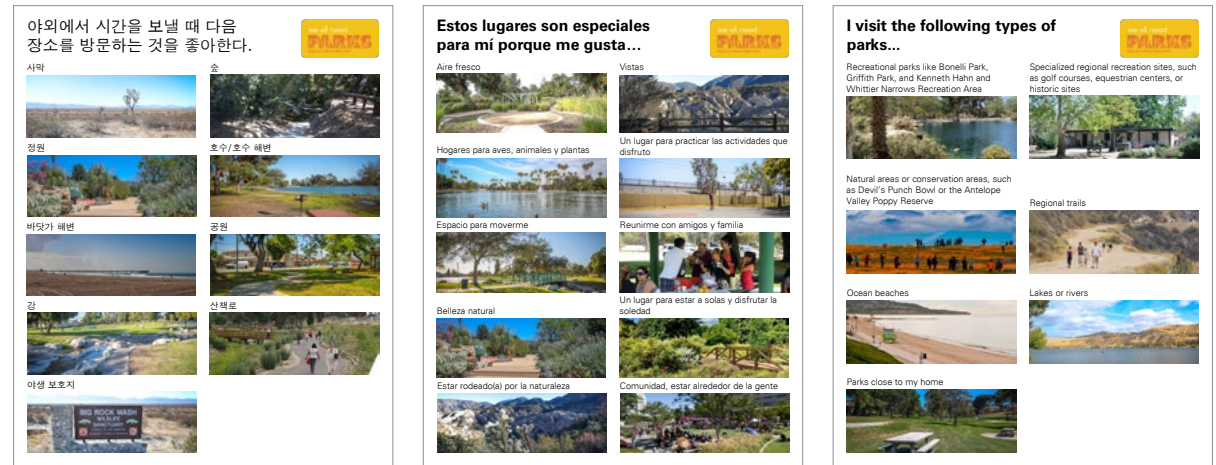 야외에서 시간을 보낼 때 다음
장소를 방문하는 것을 좋아한다.
we all need
PARKS
사막
숲
정원
호수/호수 해변
바닷가 해변
공원
강
산책로
야생 보호지
BIG ROCK WASH
WILDLIFE
SANCTUARY
Estos lugares son especiales
para mí porque me gusta...
we all need
PARKS
Aire fresco
Vistas
Hogares para aves, animales y plantas
Un lugar para practicar las actividades que
disfruto
Espacio para moverme
Reunirme con amigos y familia
Belleza natural
Un lugar para estar a solas y disfrutar la
soledad
Estar rodeado(a) por la naturaleza
Comunidad, estar alrededor de la gente
I visit the following types of
parks...
we all need
PARKS
Recreational parks like Bonelli Park,
Griffith Park, and Kenneth Hahn and
Whittier Narrows Recreation Area
Specialized regional recreation sites, such
as golf courses, equestrian centers, or
historic sites
Natural areas or conservation areas, such
as Devil's Punch Bowl or the Antelope
Valley Poppy Reserve
Regional trails
Ocean beaches
Lakes or rivers
Parks close to my home